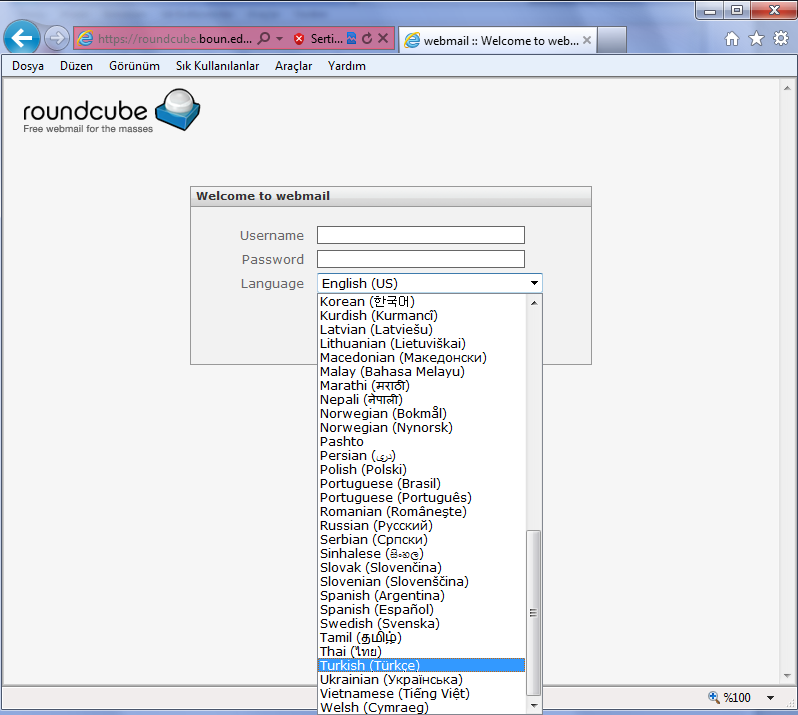 https://roundcube.boun.ed... Serti... webmail :: Welcome to web...
Dosya Düzen Görünüm Sık Kullanılanlar Araçlar Yardım
roundcube
Free webmail for the masses
Welcome to webmail
Username
Password
Language English (US)
Korean (한국어)
Kurdish (Kurmancî)
Latvian (Latviešu)
Lithuanian (Lietuviškai)
Macedonian (Македонски)
Malay (Bahasa Melayu)
Marathi (मराठी)
Nepali (नेपाली)
Norwegian (Bokmål)
Norwegian (Nynorsk)
Pashto
Persian (دری)
Polish (Polski)
Portuguese (Brasil)
Portuguese (Português)
Romanian (Româneşte)
Russian (Русский)
Serbian (Српски)
Sinhalese (සිංහල)
Slovak (Slovenčina)
Slovenian (Slovenščina)
Spanish (Argentina)
Spanish (Español)
Swedish (Svenska)
Tamil (தமிழ்)
Thai (ไทย)
Turkish (Türkçe)
Ukrainian (Українська)
Vietnamese (Tiếng Việt)
Welsh (Cymraeg)
%100